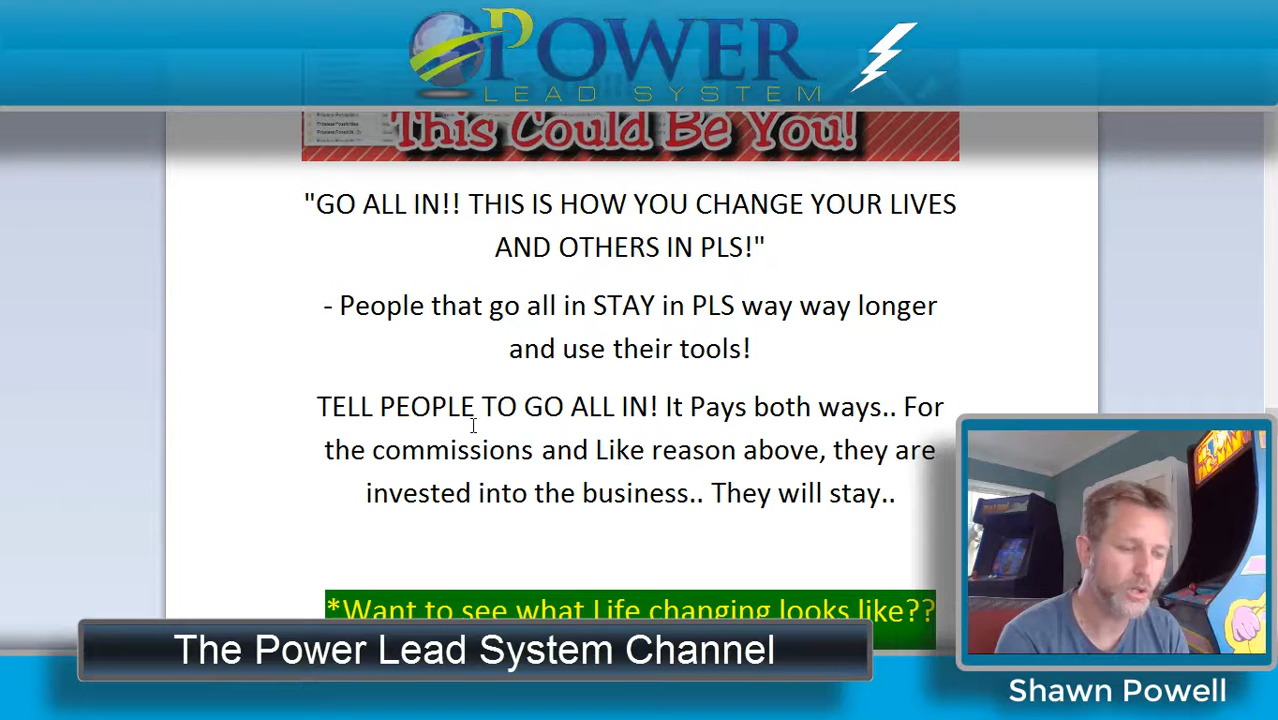 POWER
LEAD SYSTEM
This Could Be You!
"GO ALL IN!! THIS IS HOW YOU CHANGE YOUR LIVES
AND OTHERS IN PLS!"
- People that go all in STAY in PLS way way longer
and use their tools!
TELL PEOPLE TO GO ALL IN! It Pays both ways.. For
the commissions and Like reason above, they are
invested into the business.. They will stay..
*Want to see what Life changing looks like??
The Power Lead System Channel
Shawn Powell